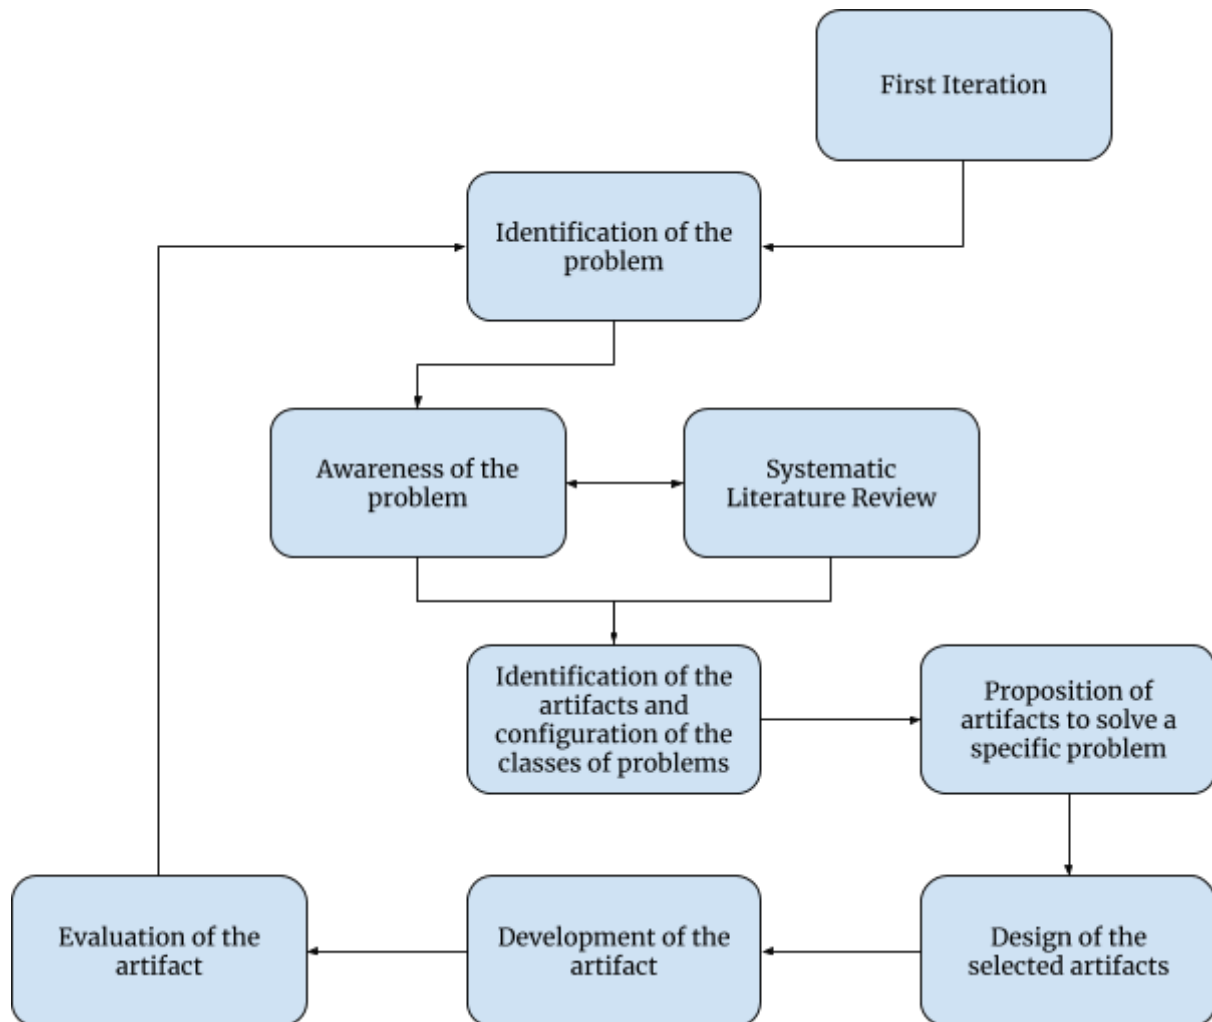 First Iteration
Identification of the
problem
Awareness of the
problem
Systematic
Literature Review
Identification of the
artifacts and
configuration of the
classes of problems
Proposition of
artifacts to solve a
specific problem
Evaluation of the
artifact
Development of the
artifact
Design of the
selected artifacts